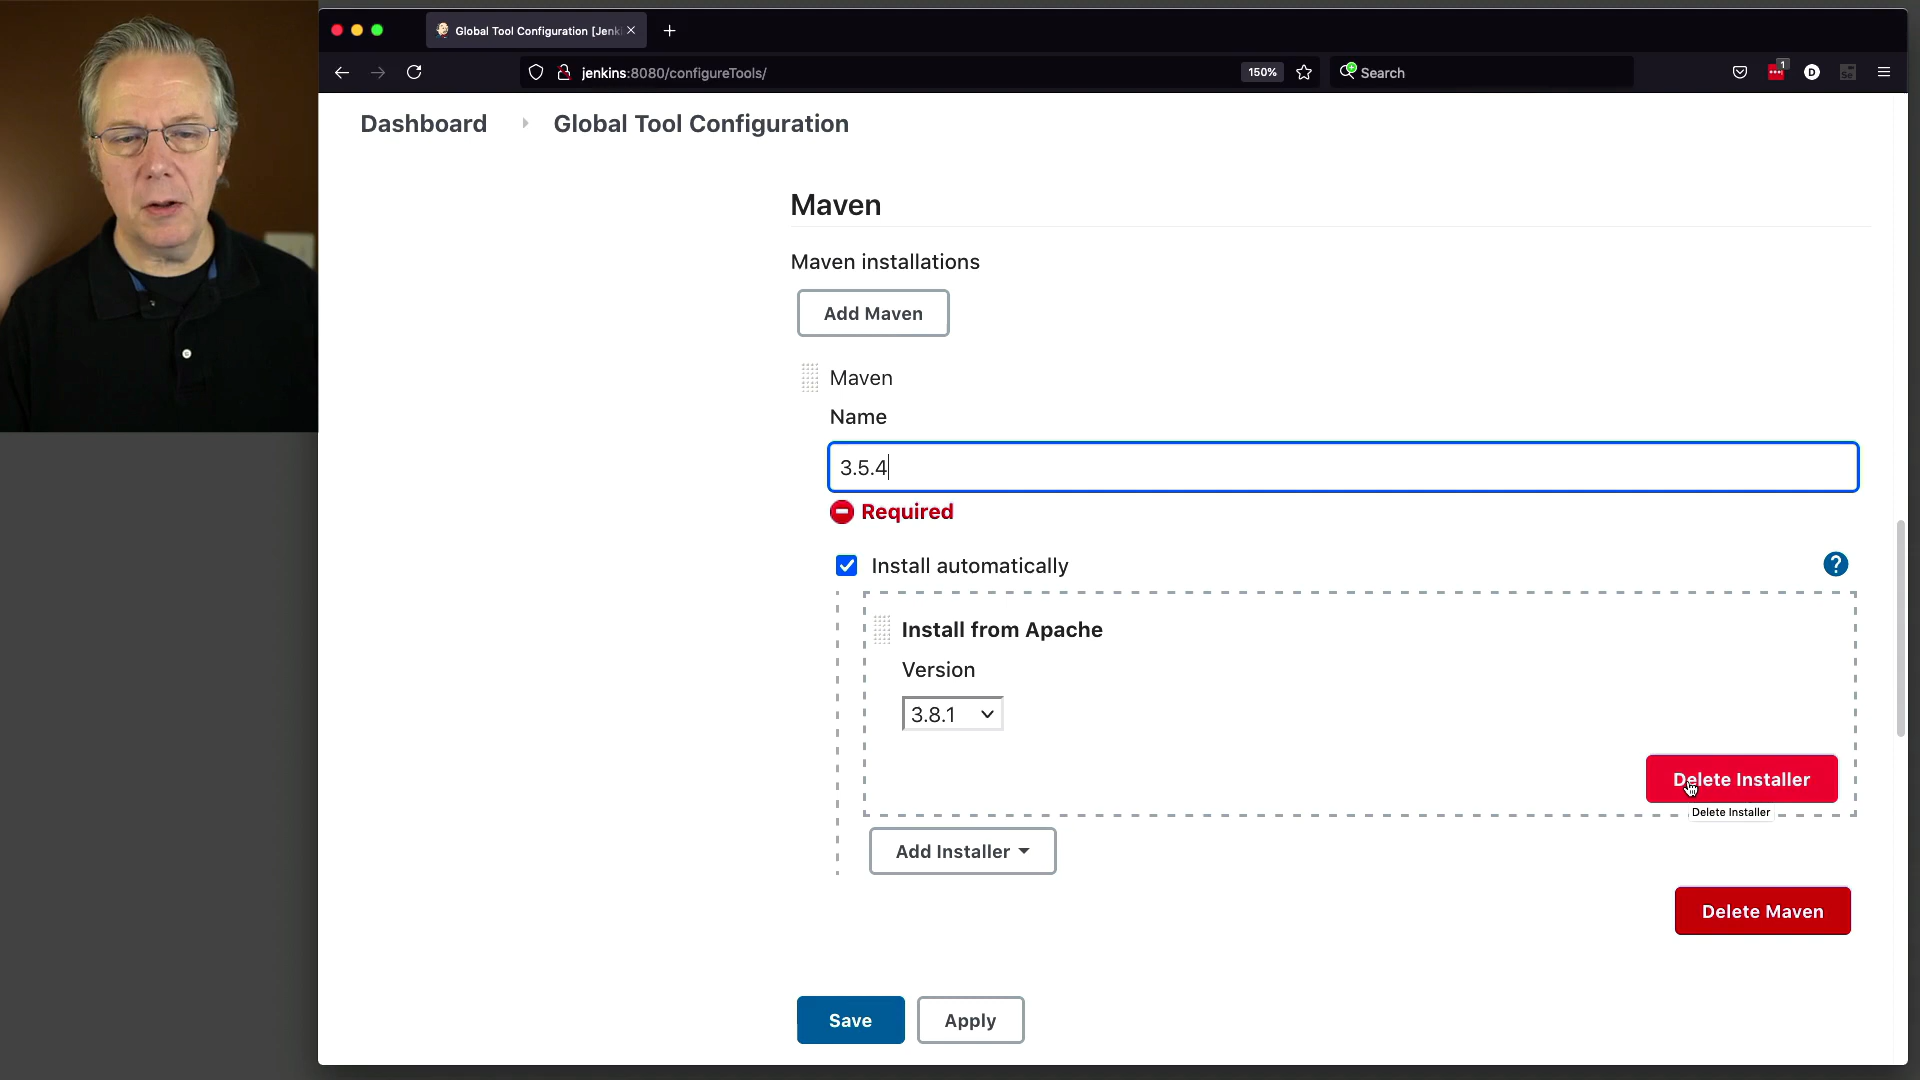 Global Tool Configuration [Jenk
jenkins:8080/configureTools/
150%
Search
1
D
Dashboard
Global Tool Configuration
Maven
Maven installations
Add Maven
Maven
Name
3.5.4
Required
Install automatically
?
Install from Apache
Version
3.8.1
Delete Installer
Delete Installer
Add Installer
Delete Maven
Save
Apply